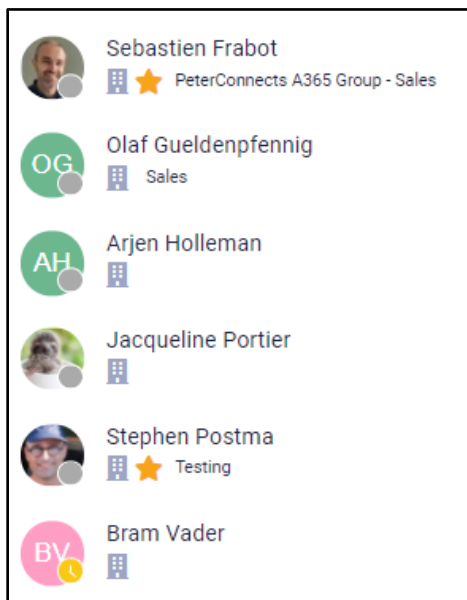 Sebastien Frabot
PeterConnects A365 Group - Sales
OG
Olaf Gueldenpfennig
Sales
AH
Arjen Holleman
Jacqueline Portier
Stephen Postma
Testing
BV
Bram Vader